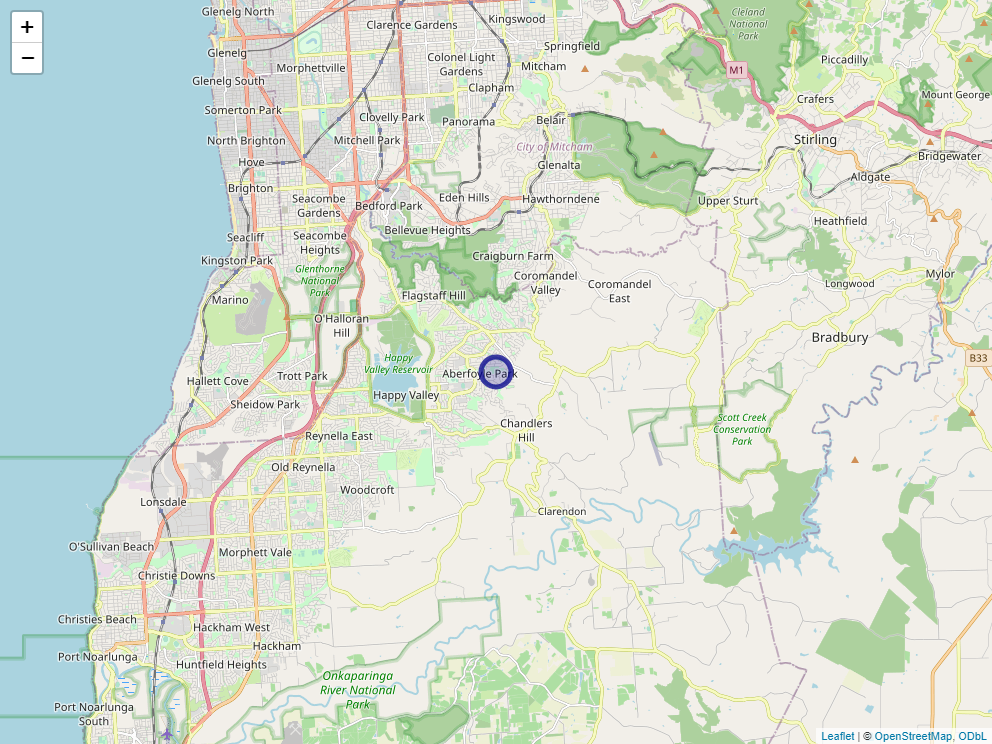 +
−
Glenelg North
Clarence Gardens
Kingswood
Cleland
National
Park
Glenelg
Springfield
Colonel Light
Gardens
Mitcham
Morphettville
Piccadilly
M1
Glenelg South
Clapham
Mount George
Crafers
Somerton Park
Clovelly Park
Panorama
Belair
Stirling
North Brighton
Mitchell Park
City of Mitcham
Bridgewater
Hove
Glenalta
Aldgate
Brighton
Seacombe
Gardens
Bedford Park
Eden Hills
Hawthorndene
Upper Sturt
Heathfield
Seacliff
Seacombe
Heights
Bellevue Heights
Kingston Park
Craigburn Farm
Glenthorne
National
Park
Coromandel
Valley
Coromandel
East
Mylor
Longwood
Marino
Flagstaff Hill
O'Halloran
Hill
Bradbury
Happy
Valley Reservoir
B33
Hallett Cove
Trott Park
Aberfoyle Park
Happy Valley
Sheidow Park
Scott Creek
Conservation
Park
Chandlers
Hill
Reynella East
Old Reynella
Woodcroft
Lonsdale
Clarendon
O'Sullivan Beach
Morphett Vale
Christie Downs
Christies Beach
Hackham West
Hackham
Port Noarlunga
Huntfield Heights
Onkaparinga
River National
Park
Port Noarlunga
South
Leaflet | © OpenStreetMap, ODbL